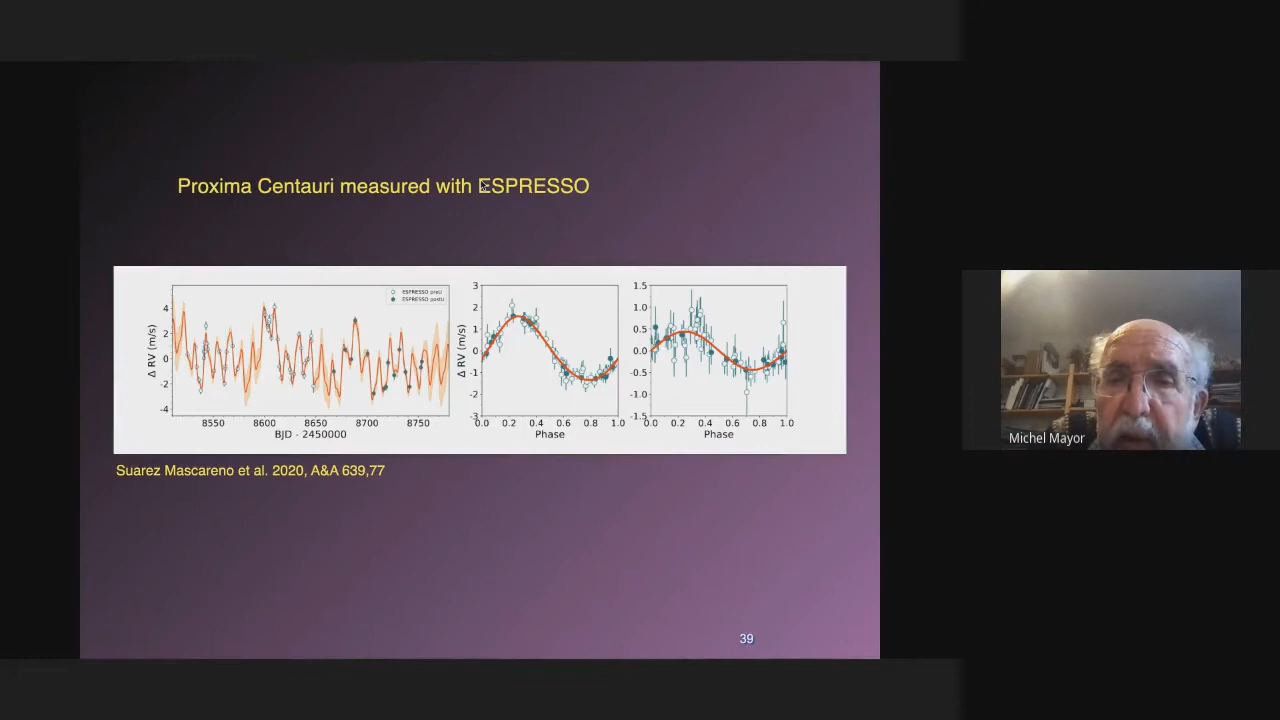 Proxima Centauri measured with ESPRESSO
ESPRESSO preU
ESPRESSO postU
Δ RV (m/s)
4
2
0
-2
-4
8550 8600 8650 8700 8750
BJD - 2450000
Δ RV (m/s)
3
2
1
0
-1
-2
-3
0.0 0.2 0.4 0.6 0.8 1.0
Phase
1.5
1.0
0.5
0.0
-0.5
-1.0
-1.5
0.0 0.2 0.4 0.6 0.8 1.0
Phase
Suarez Mascareno et al. 2020, A&A 639,77
39
Michel Mayor